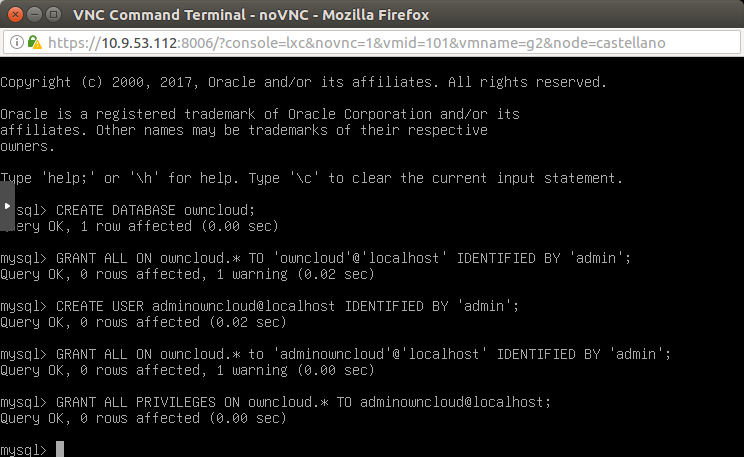 VNC Command Terminal - noVNC - Mozilla Firefox
https://10.9.53.112:8006/?console=lxc&novnc=1&vmid=101&vmname=g2&node=castellano
Copyright (c) 2000, 2017, Oracle and/or its affiliates. All rights reserved.
Oracle is a registered trademark of Oracle Corporation and/or its
affiliates. Other names may be trademarks of their respective
owners.
Type 'help;' or '\h' for help. Type '\c' to clear the current input statement.
mysql> CREATE DATABASE owncloud;
Query OK, 1 row affected (0.00 sec)
mysql> GRANT ALL ON owncloud.* TO 'owncloud'@'localhost' IDENTIFIED BY 'admin';
Query OK, 0 rows affected, 1 warning (0.02 sec)
mysql> CREATE USER adminowncloud@localhost IDENTIFIED BY 'admin';
Query OK, 0 rows affected (0.02 sec)
mysql> GRANT ALL ON owncloud.* to 'adminowncloud'@'localhost' IDENTIFIED BY 'admin';
Query OK, 0 rows affected, 1 warning (0.00 sec)
mysql> GRANT ALL PRIVILEGES ON owncloud.* TO adminowncloud@localhost;
Query OK, 0 rows affected (0.00 sec)
mysql>